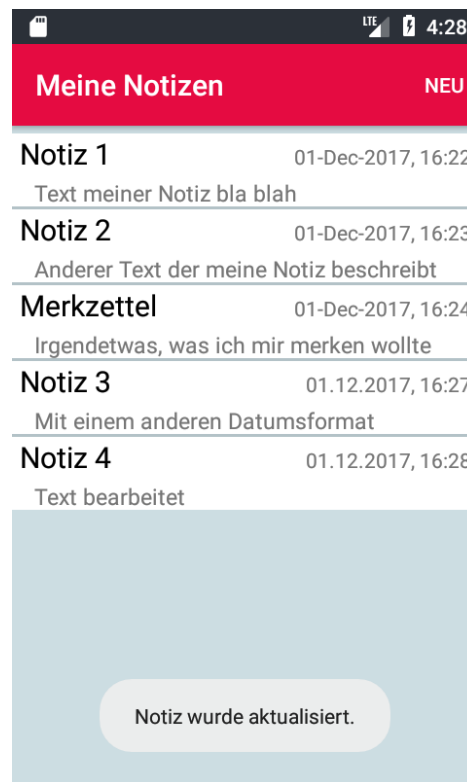 LTE 4:28
Meine Notizen NEU
Notiz 1 01-Dec-2017, 16:22
Text meiner Notiz bla blah
Notiz 2 01-Dec-2017, 16:23
Anderer Text der meine Notiz beschreibt
Merkzettel 01-Dec-2017, 16:24
Irgendetwas, was ich mir merken wollte
Notiz 3 01.12.2017, 16:27
Mit einem anderen Datumsformat
Notiz 4 01.12.2017, 16:28
Text bearbeitet
Notiz wurde aktualisiert.